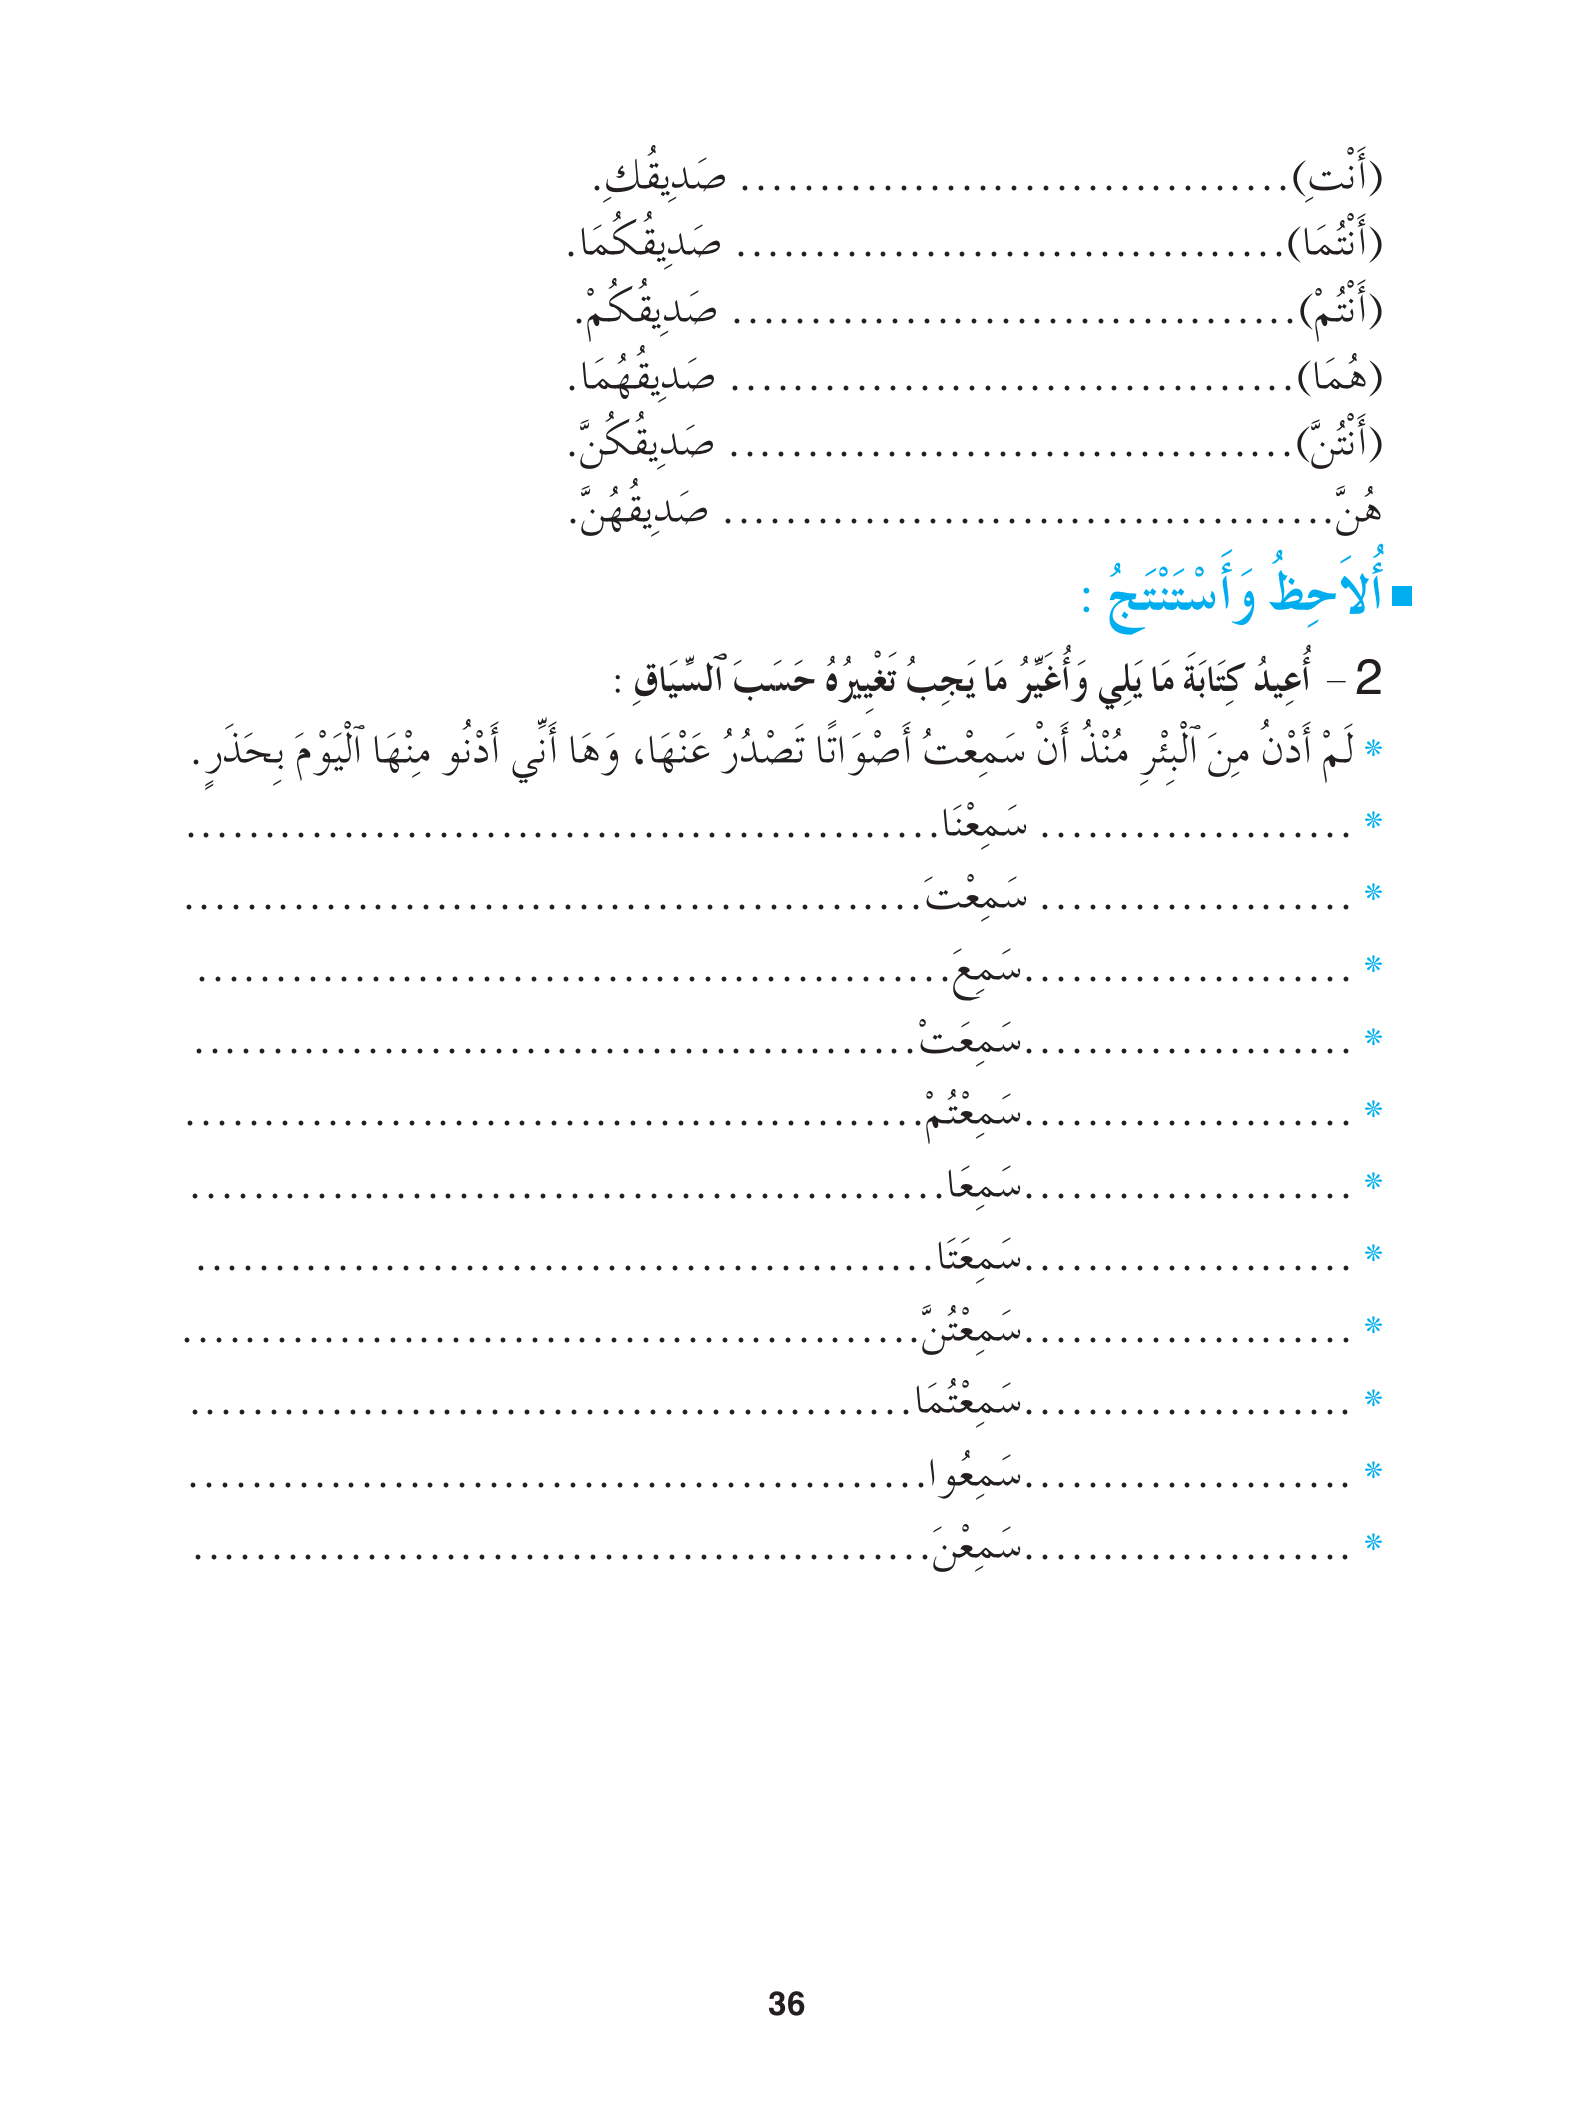 (أَنْتِ)................................... صَدِيقُكِ.
(أَنْتُمَا)................................... صَدِيقُكُمَا.
(أَنْتُمْ).................................... صَدِيقُكُمْ.
(هُمَا).................................... صَدِيقُهُمَا.
(أَنْتُنَّ).................................... صَدِيقُكُنَّ.
هُنَّ....................................... صَدِيقُهُنَّ.
أُلاَحِظُ وَأَسْتَنْتَجُ :
2 – أُعِيدُ كِتَابَةَ مَا يَلِي وَأُغَيِّرُ مَا يَجِبُ تَغْيِيرُهُ حَسَبَ ٱلسِّيَاقِ :
* لَمْ أَدْنُ مِنَ ٱلْبِئْرِ مُنْذُ أَنْ سَمِعْتُ أَصْوَاتًا تَصْدُرُ عَنْهَا، وَهَا أَنِّي أَدْنُو مِنْهَا ٱلْيَوْمَ بِحَذَرٍ.
* .................... سَمِعْنَا................................................
* .................... سَمِعْتَ...............................................
* .....................سَمِعَ................................................
* .....................سَمِعَتْ..............................................
* .....................سَمِعْتُمْ...............................................
* .....................سَمِعَا................................................
* .....................سَمِعَتَا...............................................
* .....................سَمِعْتُنَّ...............................................
* .....................سَمِعْتُمَا..............................................
* .....................سَمِعُوا...............................................
* .....................سَمِعْنَ...............................................
36